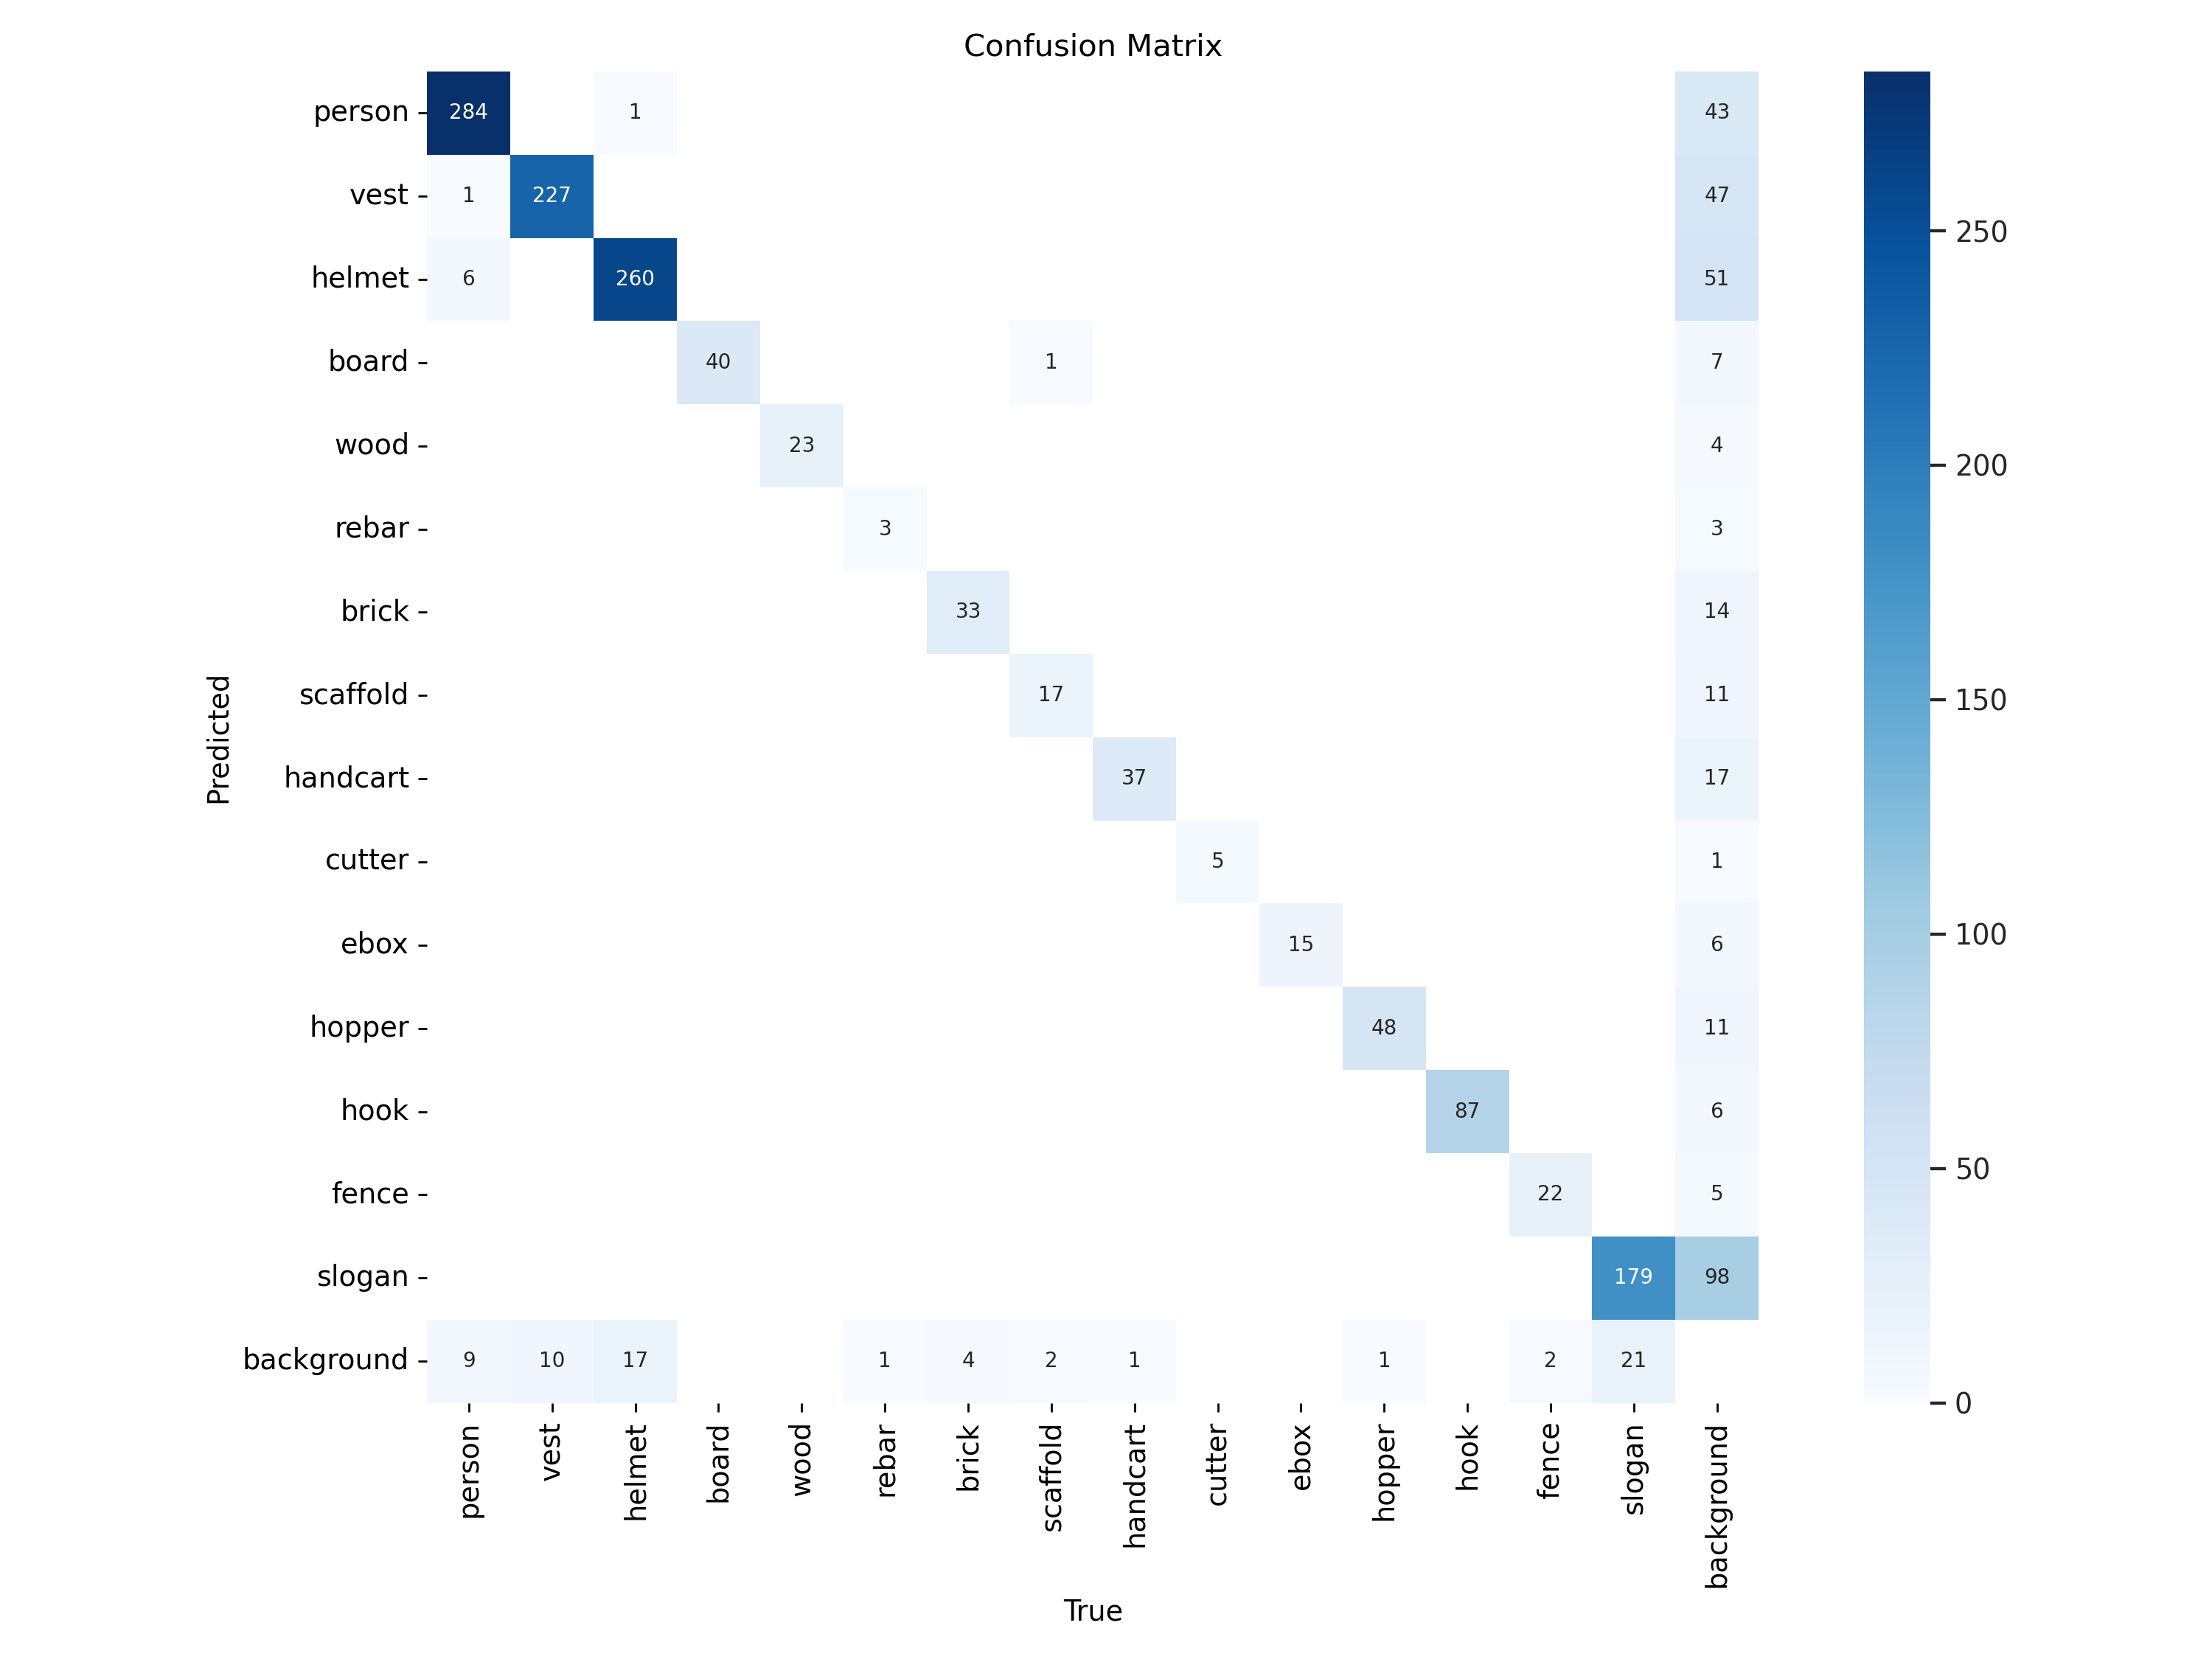 Confusion Matrix
person 284 1 43
vest 1 227 47
helmet 6 260 51
board 40 1 7
wood 23 4
rebar 3 3
brick 33 14
scaffold 17 11
handcart 37 17
cutter 5 1
ebox 15 6
hopper 48 11
hook 87 6
fence 22 5
slogan 179 98
background 9 10 17 1 4 2 1 1 2 21
person vest helmet board wood rebar brick scaffold handcart cutter ebox hopper hook fence slogan background
True
Predicted
250
200
150
100
50
0